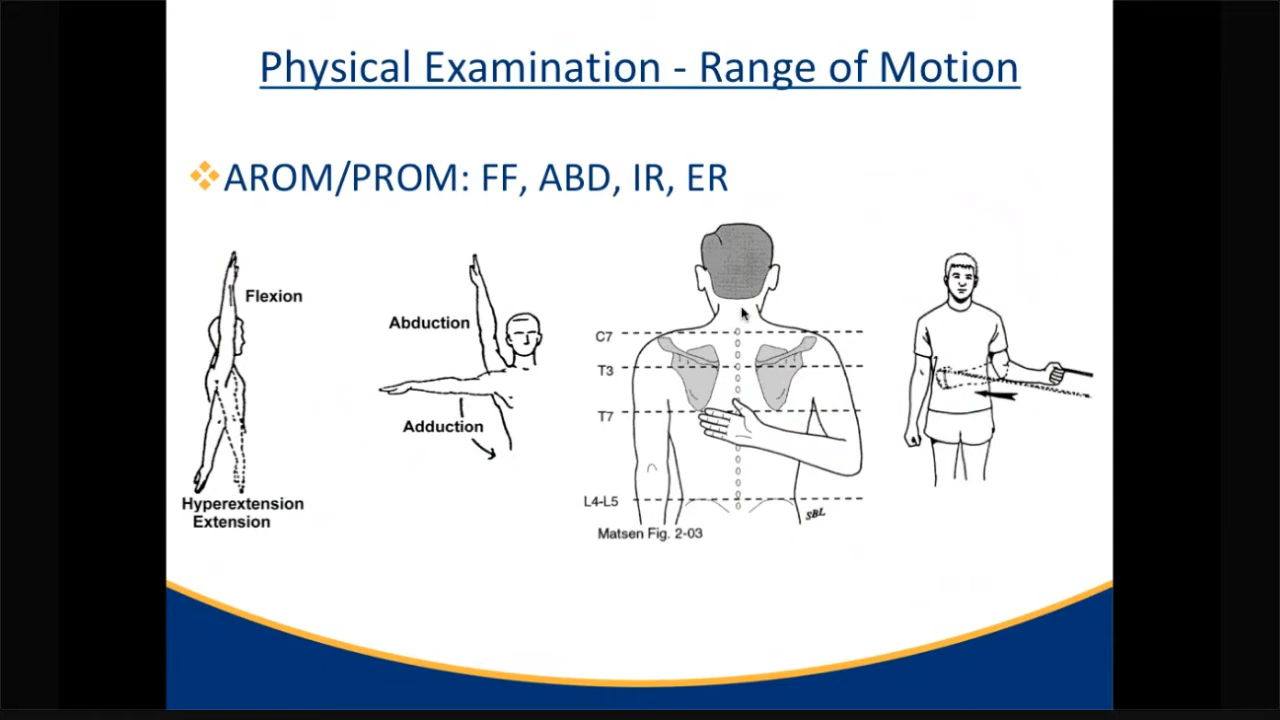 Physical Examination - Range of Motion
AROM/PROM: FF, ABD, IR, ER
Flexion
Hyperextension
Extension
Abduction
Adduction
C7
T3
T7
L4-L5
SBL
Matsen Fig. 2-03